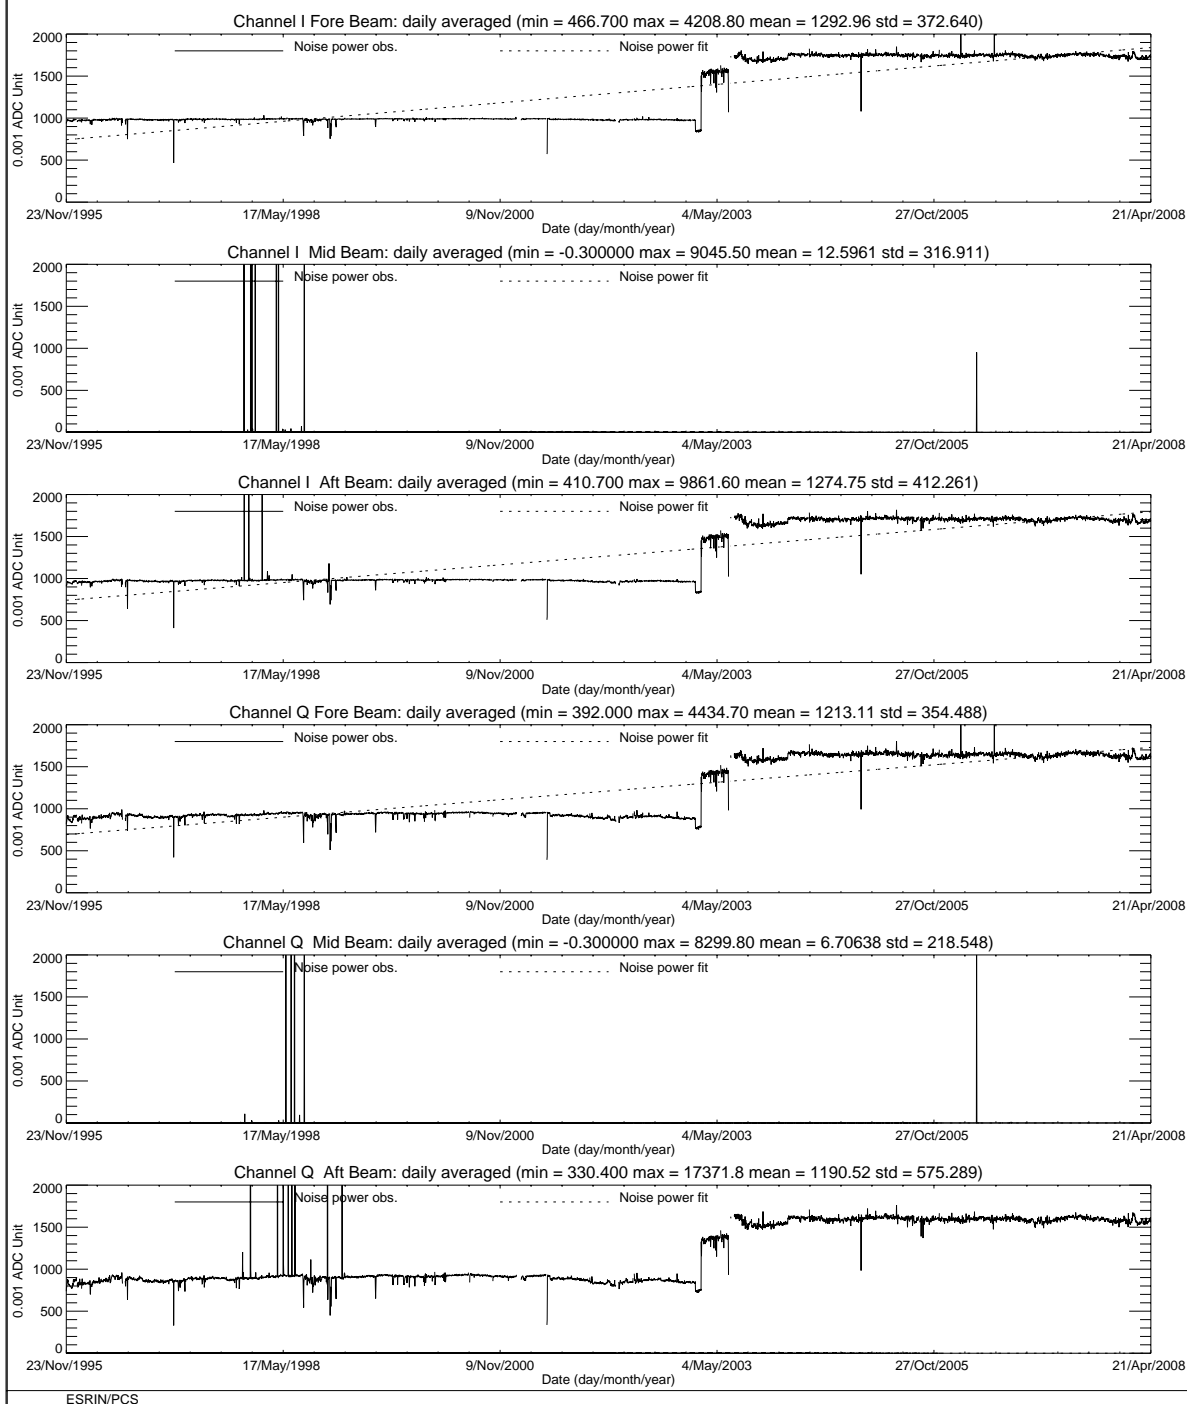 Channel I Fore Beam: daily averaged (min = 466.700 max = 4208.80 mean = 1292.96 std = 372.640)
Noise power obs. Noise power fit
0.001 ADC Unit
2000
1500
1000
500
0
23/Nov/1995 17/May/1998 9/Nov/2000 4/May/2003 27/Oct/2005 21/Apr/2008
Date (day/month/year)
Channel I  Mid Beam: daily averaged (min = -0.300000 max = 9045.50 mean = 12.5961 std = 316.911)
Noise power obs. Noise power fit
0.001 ADC Unit
2000
1500
1000
500
0
23/Nov/1995 17/May/1998 9/Nov/2000 4/May/2003 27/Oct/2005 21/Apr/2008
Date (day/month/year)
Channel I  Aft Beam: daily averaged (min = 410.700 max = 9861.60 mean = 1274.75 std = 412.261)
Noise power obs. Noise power fit
0.001 ADC Unit
2000
1500
1000
500
0
23/Nov/1995 17/May/1998 9/Nov/2000 4/May/2003 27/Oct/2005 21/Apr/2008
Date (day/month/year)
Channel Q Fore Beam: daily averaged (min = 392.000 max = 4434.70 mean = 1213.11 std = 354.488)
Noise power obs. Noise power fit
0.001 ADC Unit
2000
1500
1000
500
0
23/Nov/1995 17/May/1998 9/Nov/2000 4/May/2003 27/Oct/2005 21/Apr/2008
Date (day/month/year)
Channel Q  Mid Beam: daily averaged (min = -0.300000 max = 8299.80 mean = 6.70638 std = 218.548)
Noise power obs. Noise power fit
0.001 ADC Unit
2000
1500
1000
500
0
23/Nov/1995 17/May/1998 9/Nov/2000 4/May/2003 27/Oct/2005 21/Apr/2008
Date (day/month/year)
Channel Q  Aft Beam: daily averaged (min = 330.400 max = 17371.8 mean = 1190.52 std = 575.289)
Noise power obs. Noise power fit
0.001 ADC Unit
2000
1500
1000
500
0
23/Nov/1995 17/May/1998 9/Nov/2000 4/May/2003 27/Oct/2005 21/Apr/2008
Date (day/month/year)
ESRIN/PCS